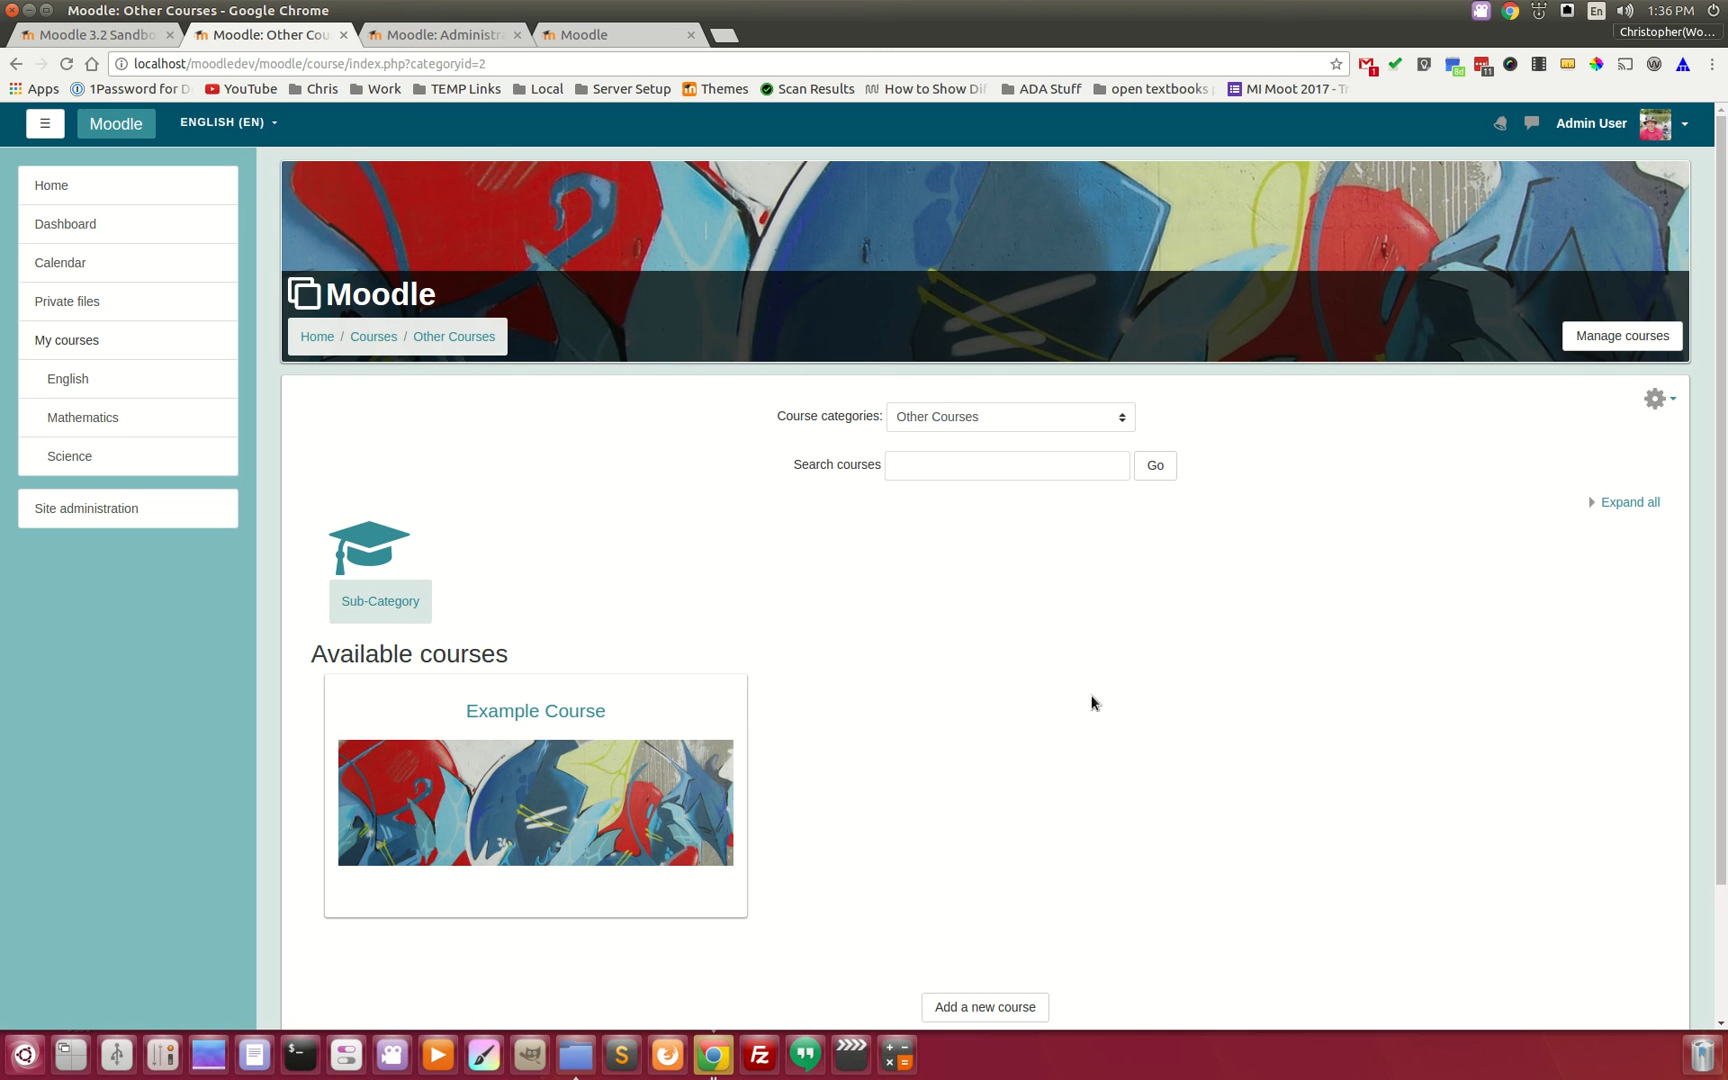 Moodle: Other Courses - Google Chrome
En
1:36 PM
Moodle 3.2 Sandbo
Moodle: Other Cou
Moodle: Administra
Moodle
Christopher(Wo...
localhost/moodledev/moodle/course/index.php?categoryid=2
Apps
1Password for D
YouTube
Chris
Work
TEMP Links
Local
Server Setup
Themes
Scan Results
How to Show Di
ADA Stuff
open textbooks
MI Moot 2017 - Tr
Moodle
ENGLISH (EN)
Admin User
Home
Dashboard
Calendar
Private files
My courses
English
Mathematics
Science
Site administration
Moodle
Home / Courses / Other Courses
Manage courses
Course categories:
Other Courses
Search courses
Go
Expand all
Sub-Category
Available courses
Example Course
Add a new course